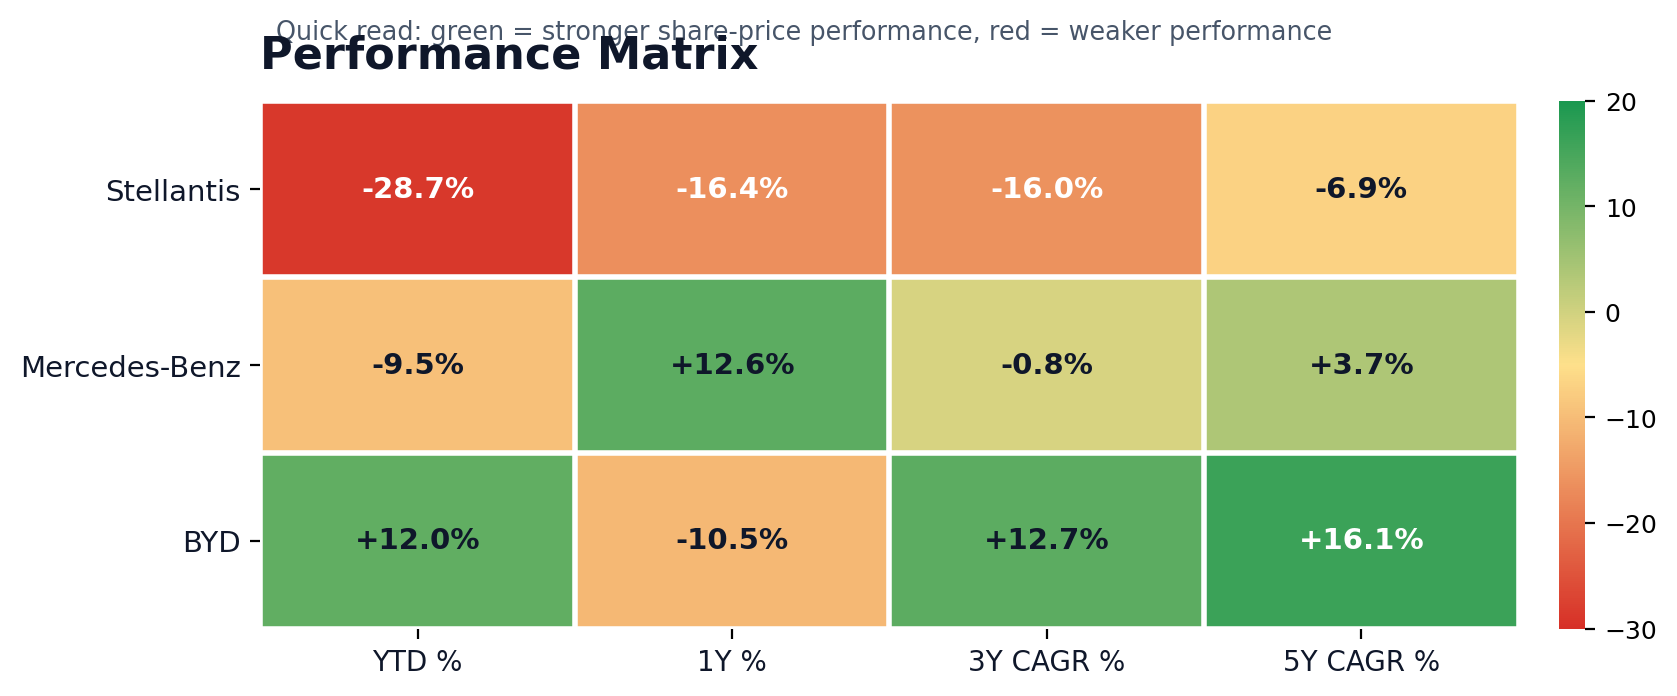 Quick read: green = stronger share-price performance, red = weaker performance
Performance Matrix
Stellantis -28.7% -16.4% -16.0% -6.9%
Mercedes-Benz -9.5% +12.6% -0.8% +3.7%
BYD +12.0% -10.5% +12.7% +16.1%
YTD % 1Y % 3Y CAGR % 5Y CAGR %
20
10
0
−10
−20
−30